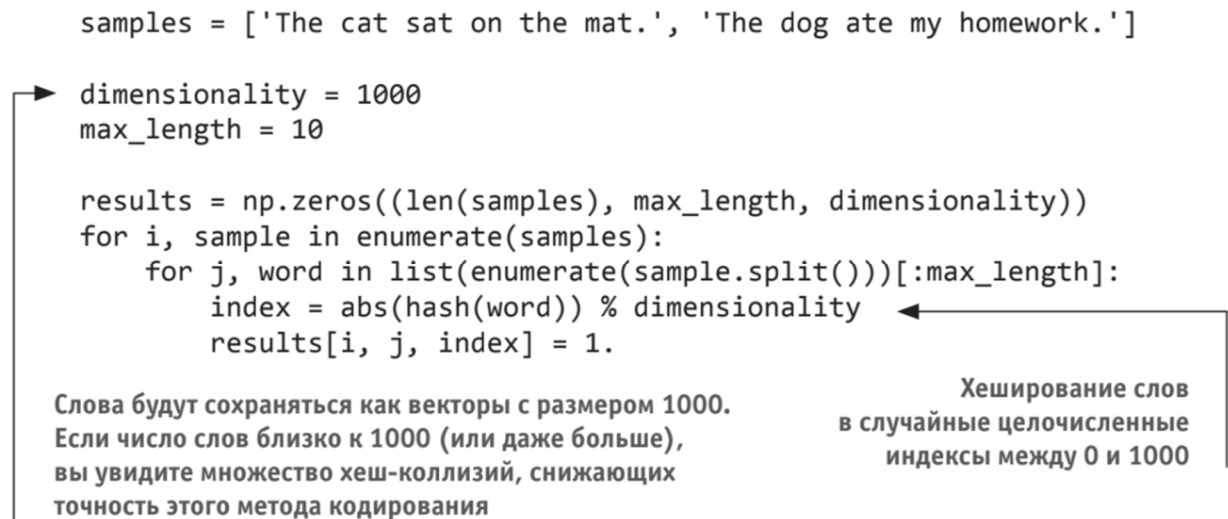 samples = ['The cat sat on the mat.', 'The dog ate my homework.']
dimensionality = 1000
max_length = 10
results = np.zeros((len(samples), max_length, dimensionality))
for i, sample in enumerate(samples):
    for j, word in list(enumerate(sample.split()))[:max_length]:
        index = abs(hash(word)) % dimensionality
        results[i, j, index] = 1.
Слова будут сохраняться как векторы с размером 1000.
Если число слов близко к 1000 (или даже больше),
вы увидите множество хеш-коллизий, снижающих
точность этого метода кодирования
Хеширование слов
в случайные целочисленные
индексы между 0 и 1000